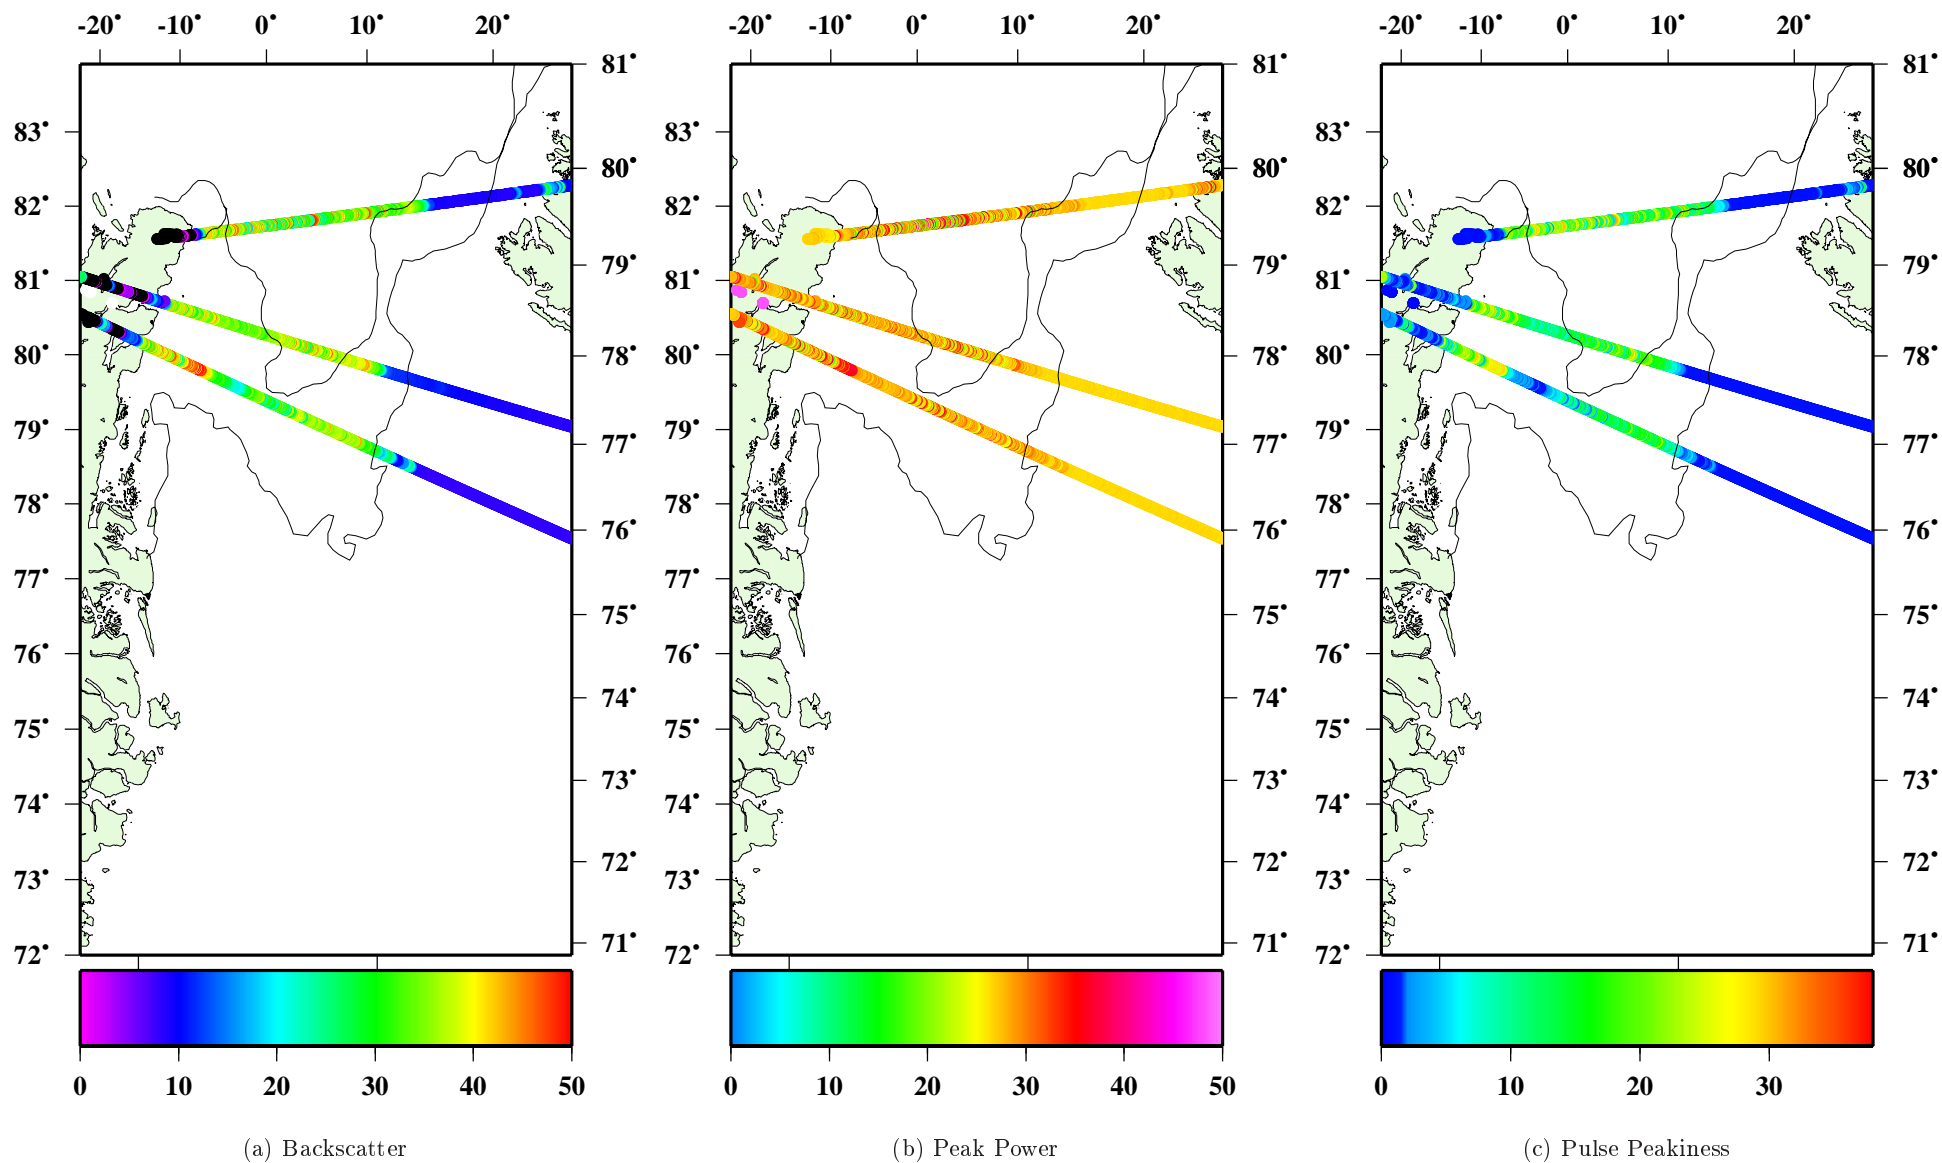 -20° -10° 0° 10° 20° -20° -10° 0° 10° 20° -20° -10° 0° 10° 20°
81° 81° 81°
83° 83° 83°
80° 80° 80°
82° 82° 82°
79° 79° 79°
81° 81° 81°
80° 78° 80° 78° 80° 78°
79° 79° 79°
77° 77° 77°
78° 78° 78°
76° 76° 76°
77° 77° 77°
75° 75° 75°
76° 76° 76°
74° 74° 74°
75° 75° 75°
73° 73° 73°
74° 74° 74°
72° 72° 72°
73° 73° 73°
71° 71° 71°
72° 72° 72°
0 10 20 30 40 50 0 10 20 30 40 50 0 10 20 30
(a) Backscatter (b) Peak Power (c) Pulse Peakiness